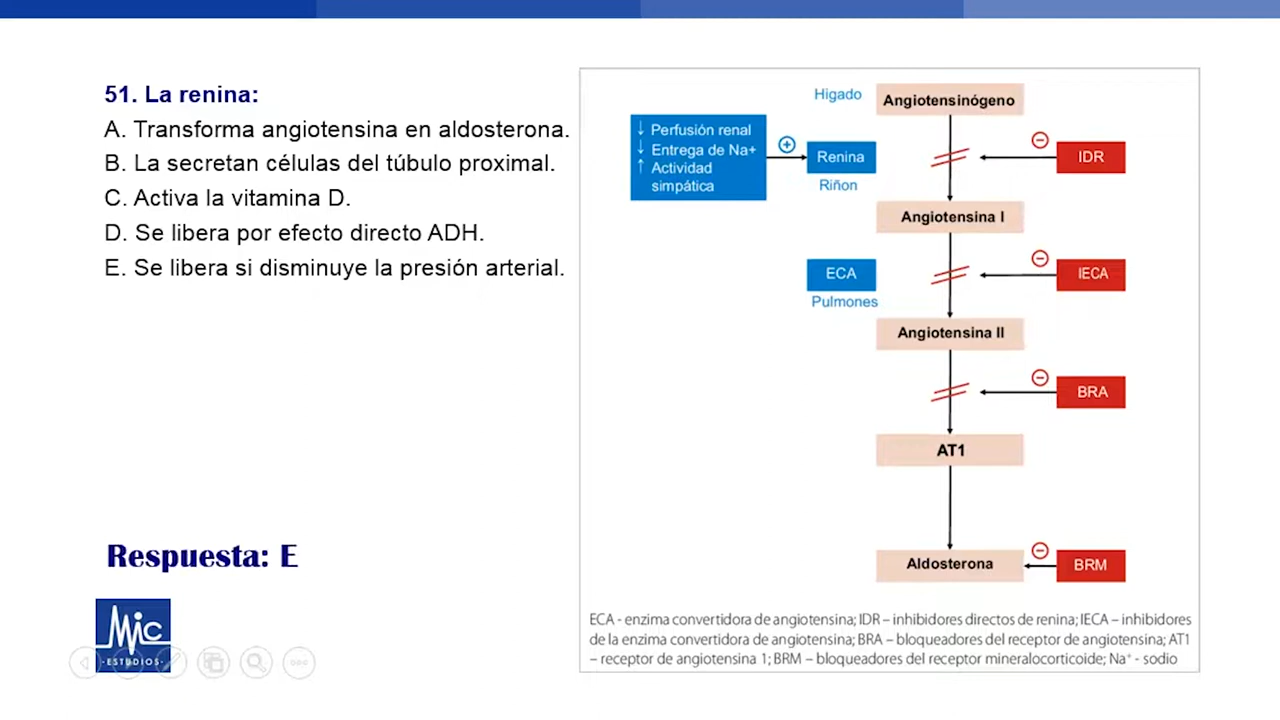 51. La renina:
A. Transforma angiotensina en aldosterona.
B. La secretan células del túbulo proximal.
C. Activa la vitamina D.
D. Se libera por efecto directo ADH.
E. Se libera si disminuye la presión arterial.
Respuesta: E
Mic
·ESTUDIOS·
Higado
Angiotensinógeno
↓ Perfusión renal
↓ Entrega de Na+
↑ Actividad
simpática
+
Renina
Riñon
−
IDR
Angiotensina I
ECA
Pulmones
−
IECA
Angiotensina II
−
BRA
AT1
Aldosterona
−
BRM
ECA - enzima convertidora de angiotensina; IDR – inhibidores directos de renina; IECA – inhibidores
de la enzima convertidora de angiotensina; BRA – bloqueadores del receptor de angiotensina; AT1
– receptor de angiotensina 1; BRM – bloqueadores del receptor mineralocorticoide; Na⁺ - sodio